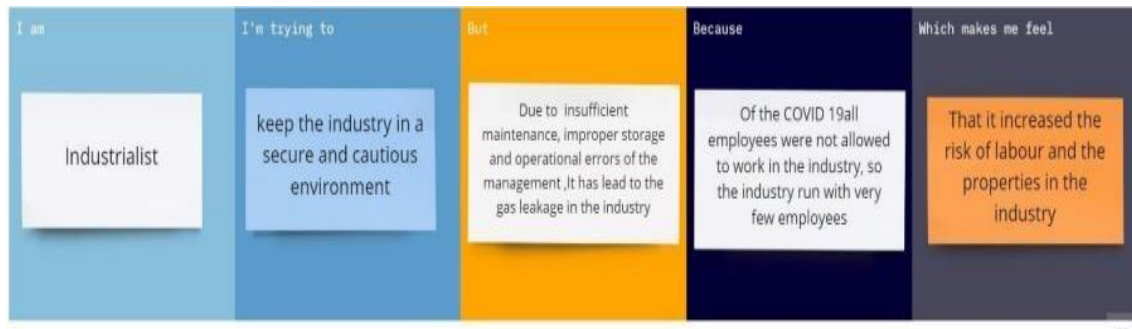 I am
Industrialist
I'm trying to
keep the industry in a
secure and cautious
environment
But
Due to insufficient
maintenance, improper storage
and operational errors of the
management ,It has lead to the
gas leakage in the industry
Because
Of the COVID 19all
employees were not allowed
to work in the industry, so
the industry run with very
few employees
Which makes me feel
That it increased the
risk of labour and the
properties in the
industry